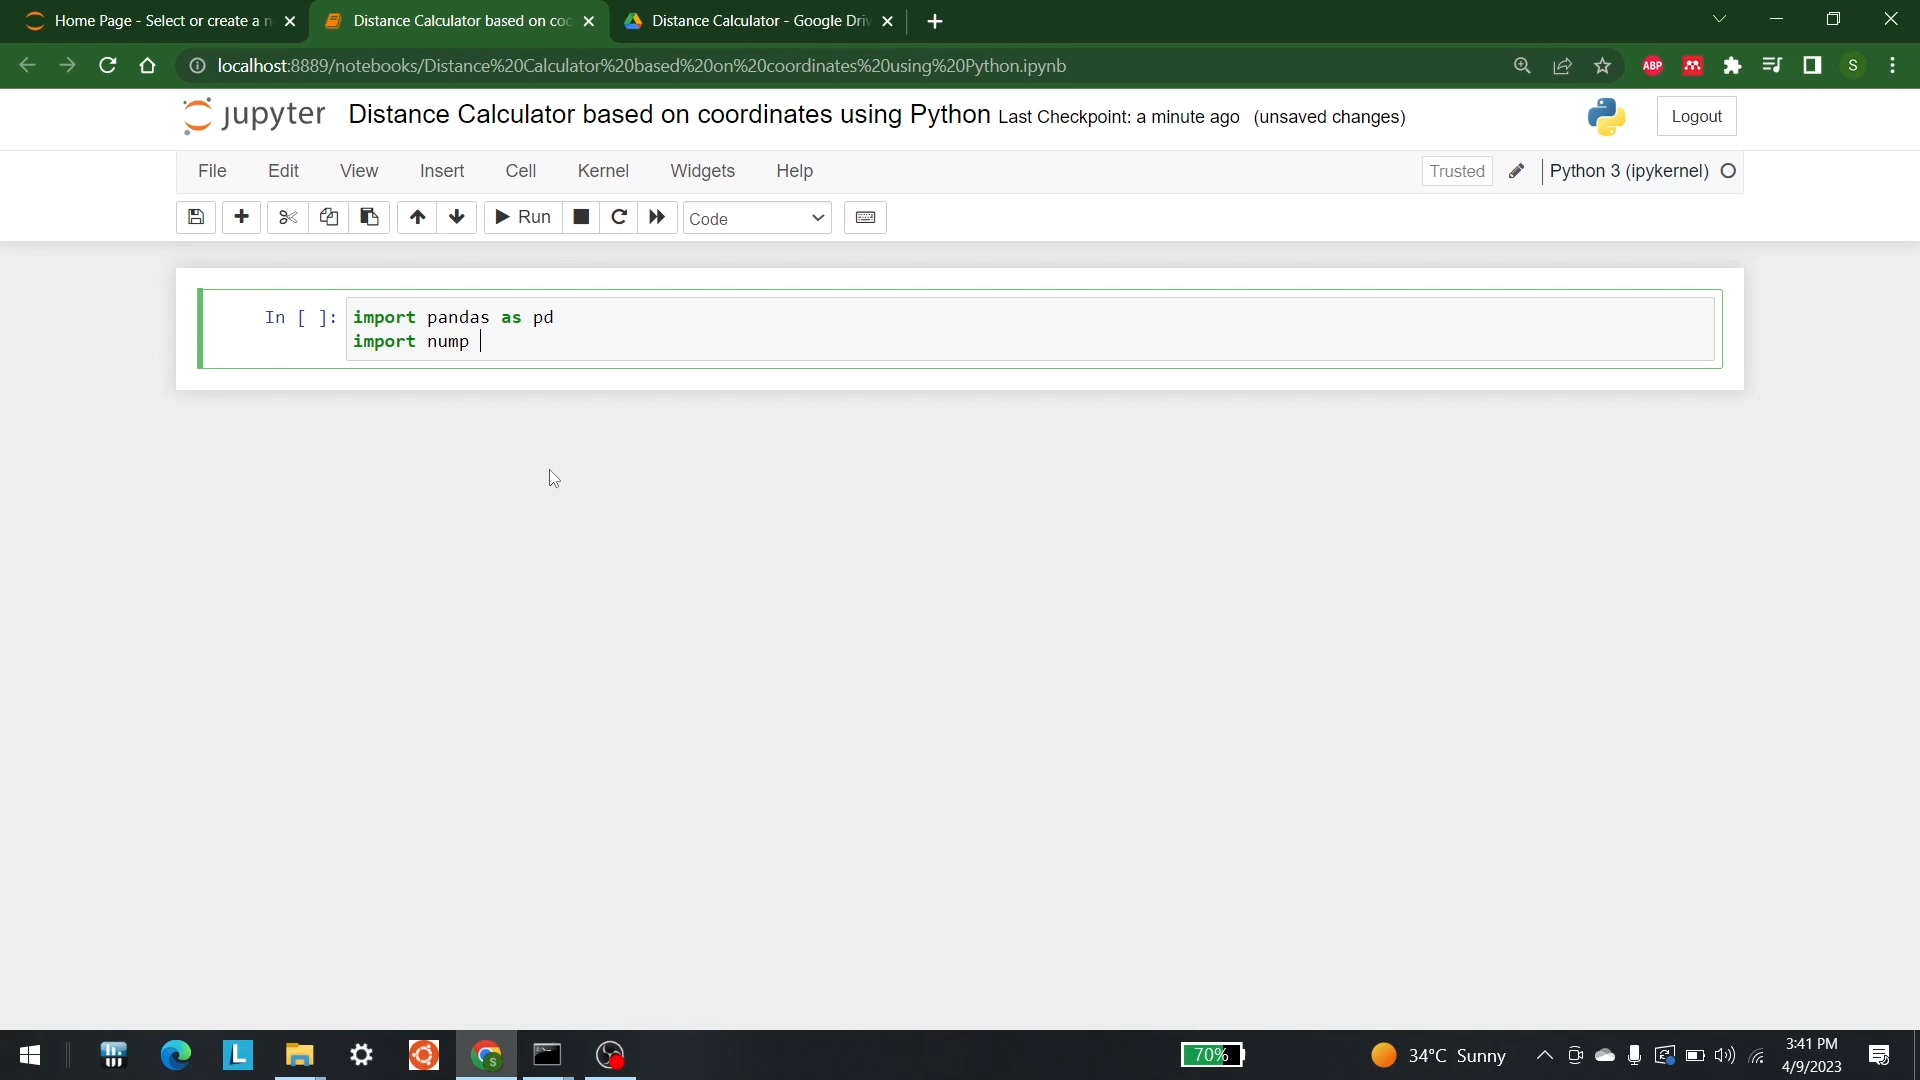 Home Page - Select or create a n
Distance Calculator based on coo
Distance Calculator - Google Driv
localhost:8889/notebooks/Distance%20Calculator%20based%20on%20coordinates%20using%20Python.ipynb
ABP
S
jupyter Distance Calculator based on coordinates using Python Last Checkpoint: a minute ago (unsaved changes)
Logout
File Edit View Insert Cell Kernel Widgets Help
Trusted
Python 3 (ipykernel)
Run
Code
In [ ]: import pandas as pd
import nump
L
S
70%
34°C Sunny
3:41 PM
4/9/2023